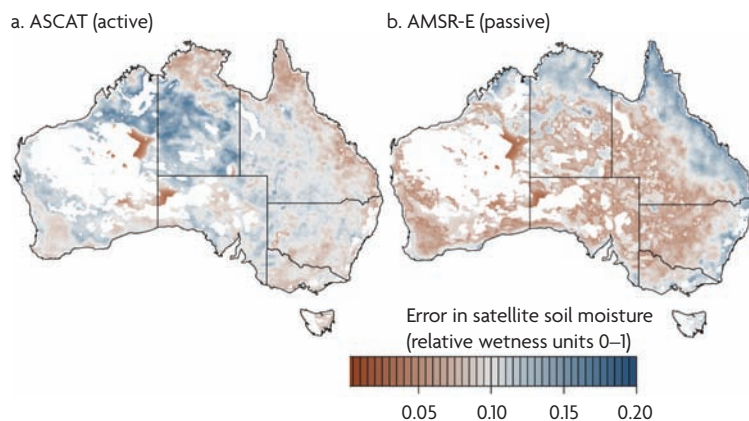 a. ASCAT (active)
b. AMSR-E (passive)
Error in satellite soil moisture
(relative wetness units 0–1)
0.05 0.10 0.15 0.20